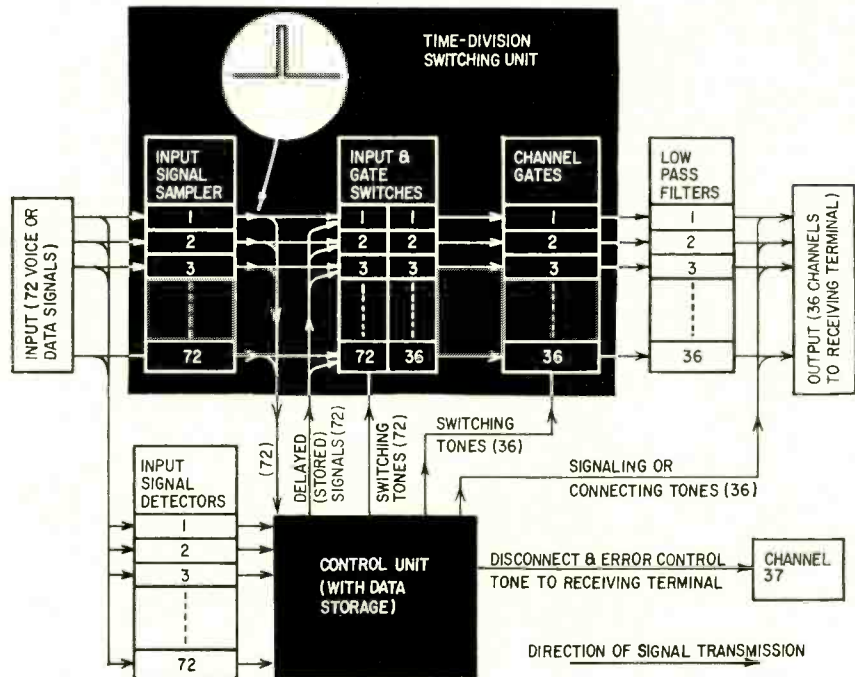 TIME-DIVISION
SWITCHING UNIT
INPUT
SIGNAL
SAMPLER
1
2
3
72
INPUT &
GATE
SWITCHES
1 1
2 2
3 3
72 36
CHANNEL
GATES
1
2
3
36
LOW
PASS
FILTERS
1
2
3
36
INPUT (72 VOICE OR
DATA SIGNALS)
OUTPUT (36 CHANNELS
TO RECEIVING TERMINAL)
(72)
DELAYED
(STORED)
SIGNALS (72)
SWITCHING
TONES (72)
SWITCHING
TONES (36)
SIGNALING OR
CONNECTING TONES (36)
INPUT
SIGNAL
DETECTORS
1
2
3
72
CONTROL UNIT
(WITH DATA
STORAGE)
DISCONNECT & ERROR CONTROL
TONE TO RECEIVING TERMINAL
CHANNEL
37
DIRECTION OF SIGNAL TRANSMISSION